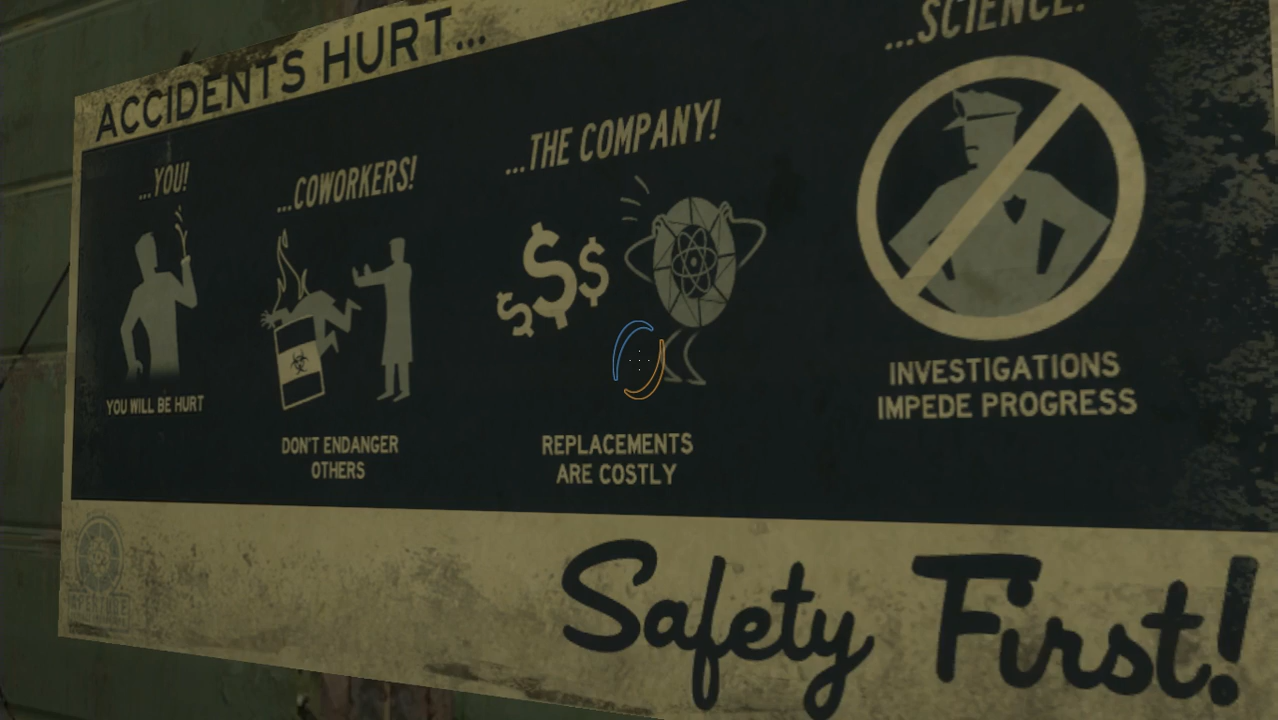 ACCIDENTS HURT...
...YOU!
YOU WILL BE HURT
...COWORKERS!
DON'T ENDANGER
OTHERS
...THE COMPANY!
$$$
REPLACEMENTS
ARE COSTLY
...SCIENCE!
INVESTIGATIONS
IMPEDE PROGRESS
APERTURE
Safety First!